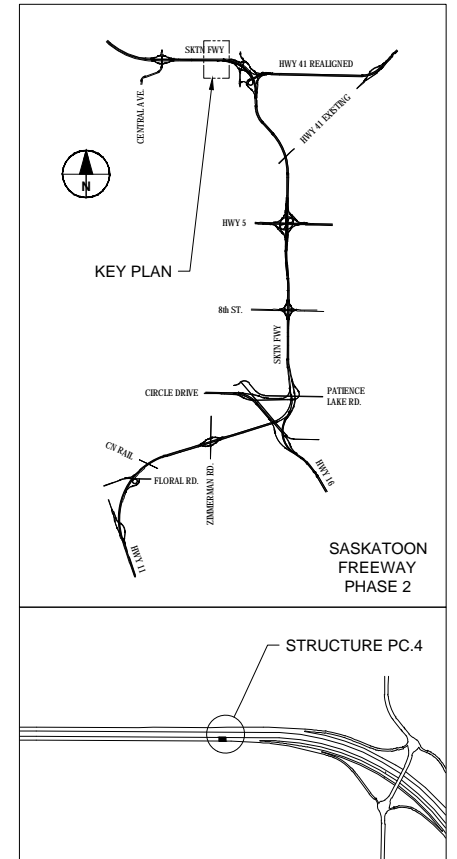 SKTN FWY
HWY 41 REALIGNED
CENTRAL AVE.
HWY 41 EXISTING
N
HWY 5
KEY PLAN
8th ST.
SKTN FWY
CIRCLE DRIVE
PATIENCE
LAKE RD.
CN RAIL
FLORAL RD.
ZIMMERMAN RD.
HWY 16
HWY 11
SASKATOON
FREEWAY
PHASE 2
STRUCTURE PC.4